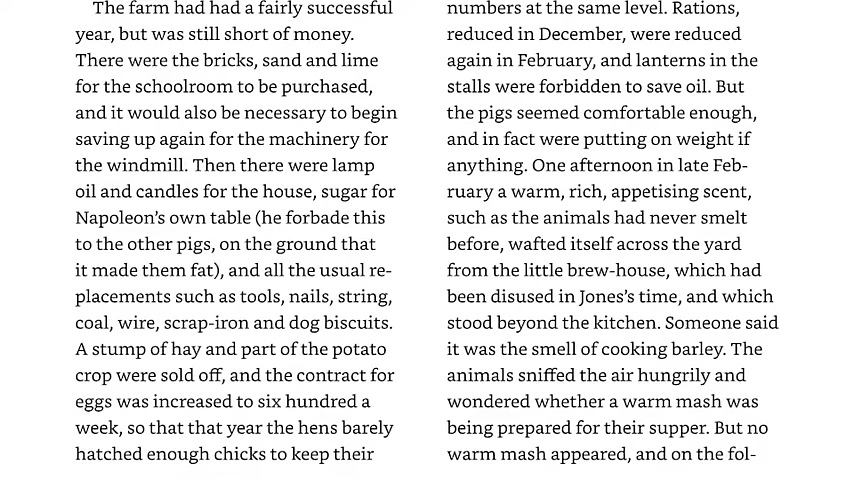 The farm had had a fairly successful
year, but was still short of money.
There were the bricks, sand and lime
for the schoolroom to be purchased,
and it would also be necessary to begin
saving up again for the machinery for
the windmill. Then there were lamp
oil and candles for the house, sugar for
Napoleon's own table (he forbade this
to the other pigs, on the ground that
it made them fat), and all the usual re-
placements such as tools, nails, string,
coal, wire, scrap-iron and dog biscuits.
A stump of hay and part of the potato
crop were sold off, and the contract for
eggs was increased to six hundred a
week, so that that year the hens barely
hatched enough chicks to keep their
numbers at the same level. Rations,
reduced in December, were reduced
again in February, and lanterns in the
stalls were forbidden to save oil. But
the pigs seemed comfortable enough,
and in fact were putting on weight if
anything. One afternoon in late Feb-
ruary a warm, rich, appetising scent,
such as the animals had never smelt
before, wafted itself across the yard
from the little brew-house, which had
been disused in Jones's time, and which
stood beyond the kitchen. Someone said
it was the smell of cooking barley. The
animals sniffed the air hungrily and
wondered whether a warm mash was
being prepared for their supper. But no
warm mash appeared, and on the fol-